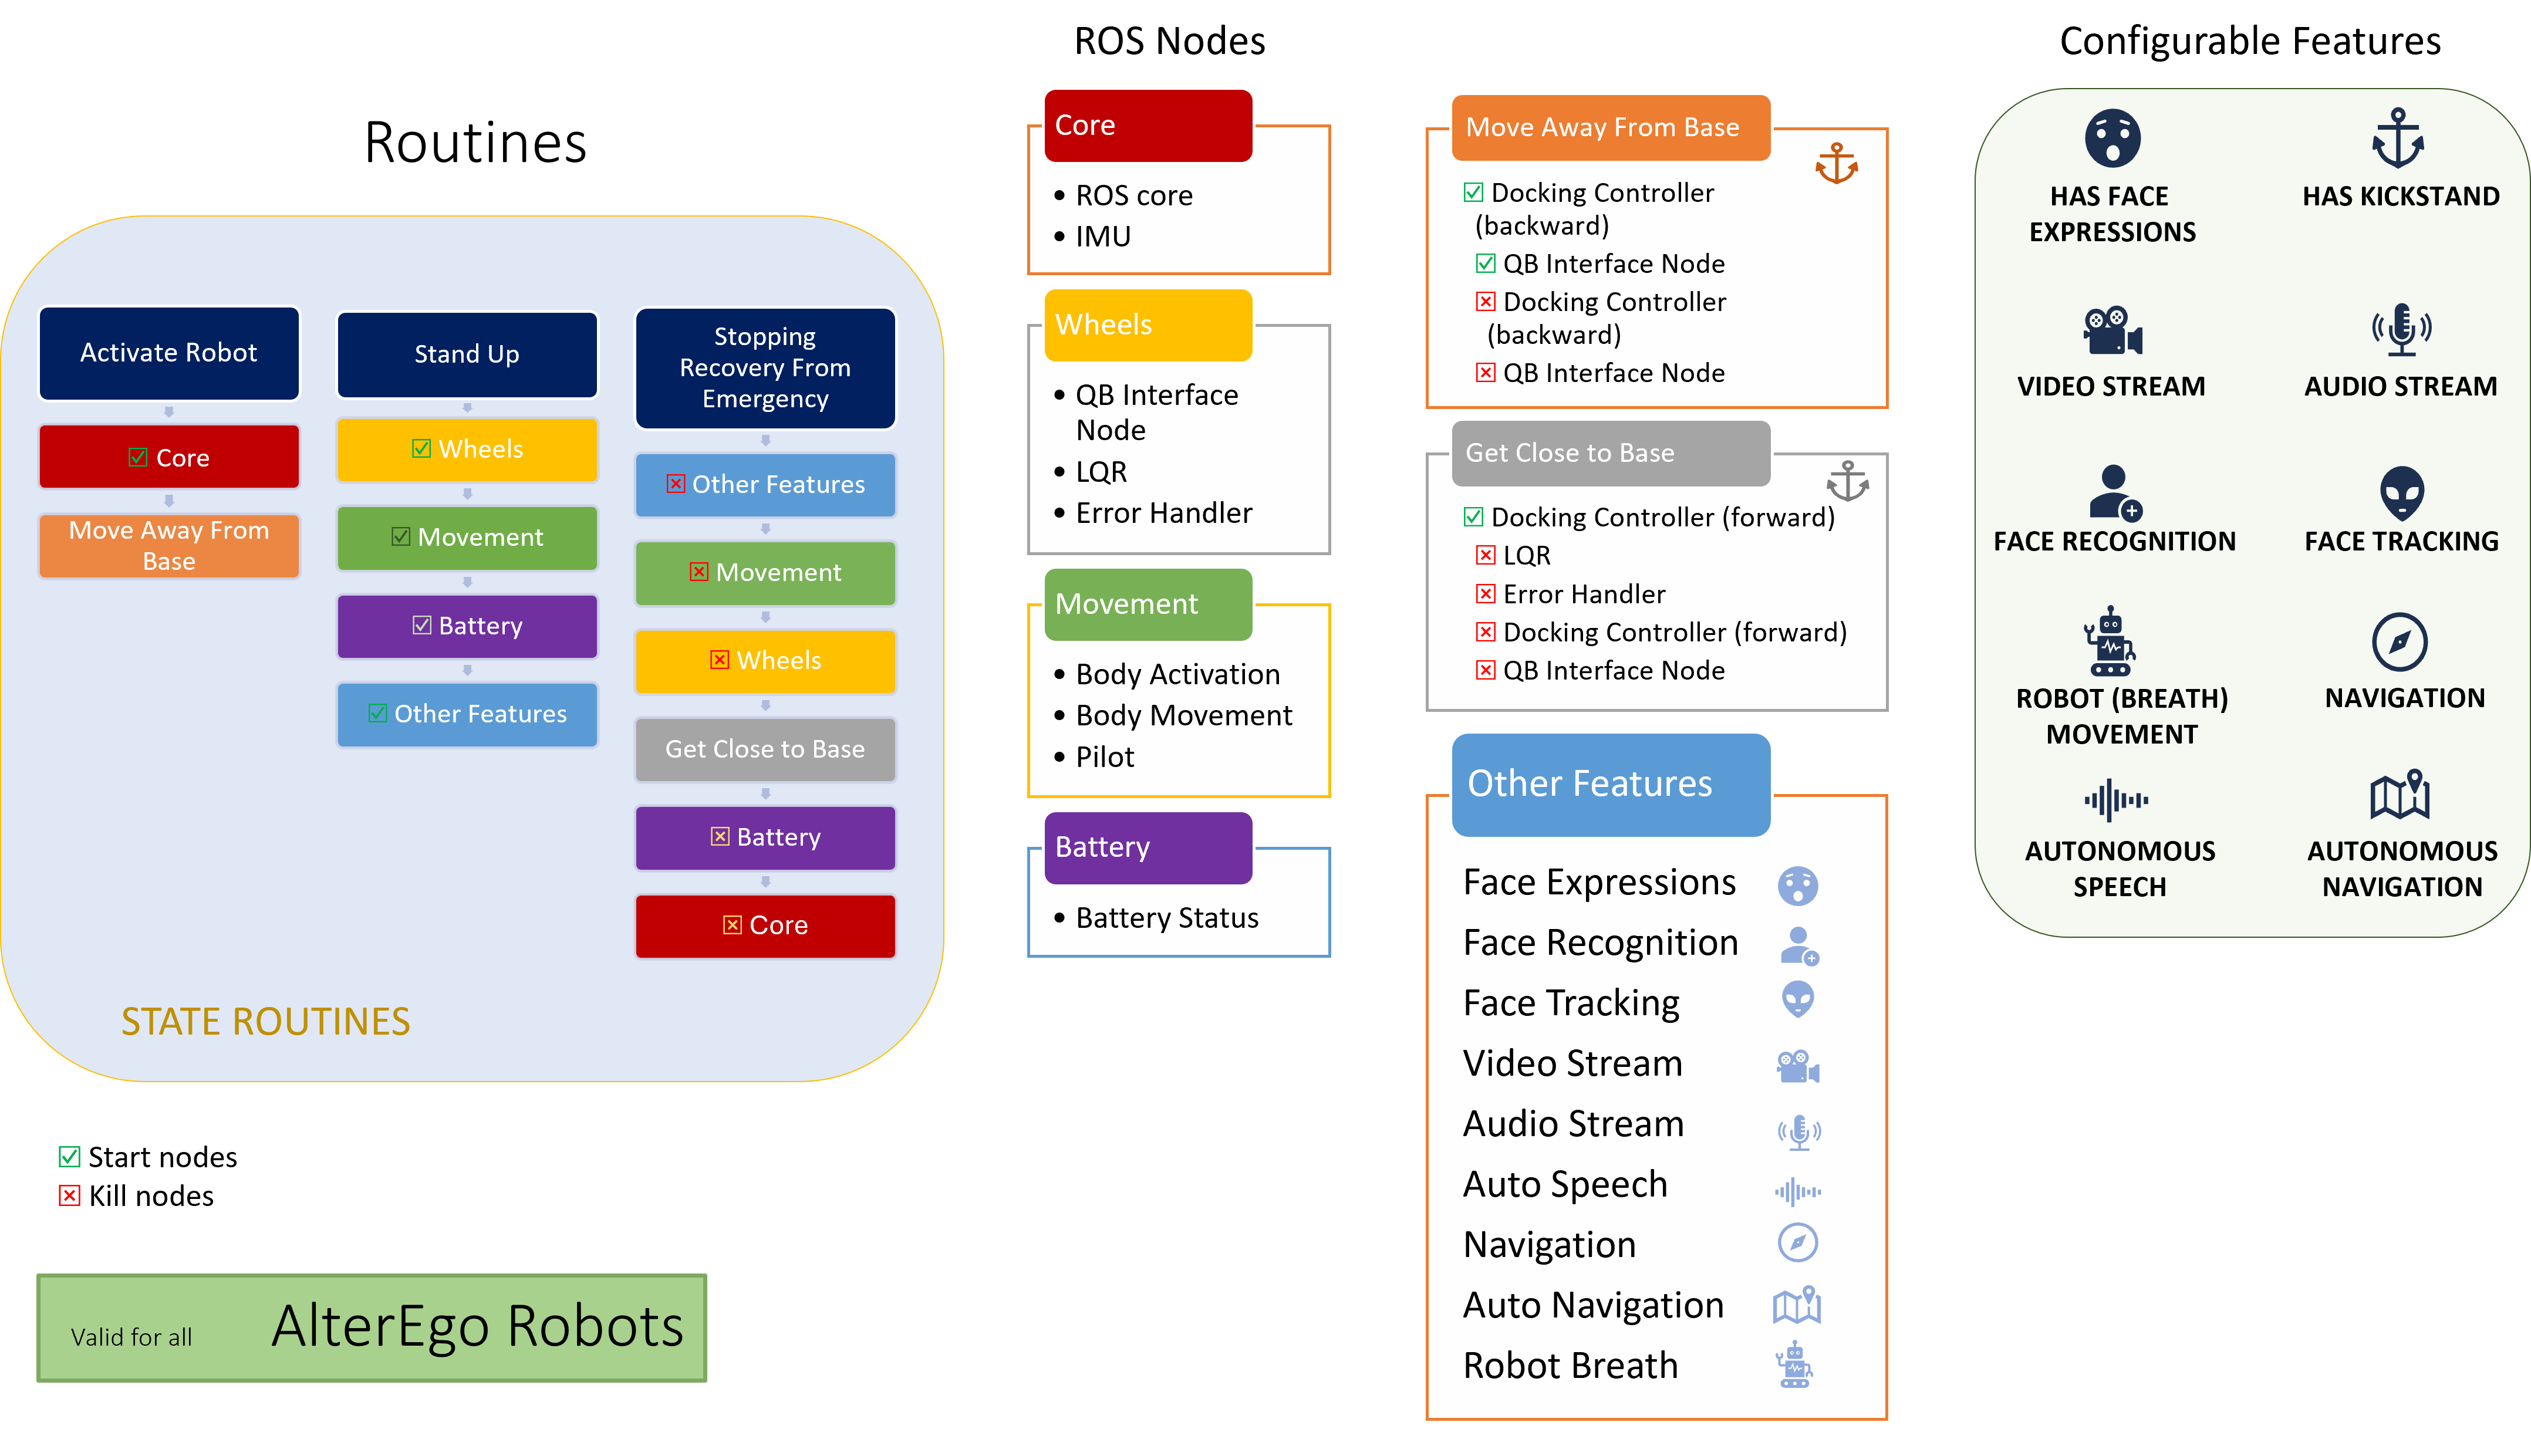 Routines
Activate Robot
☑ Core
Move Away From
Base
Stand Up
☑ Wheels
☑ Movement
☑ Battery
☑ Other Features
Stopping
Recovery From
Emergency
☒ Other Features
☒ Movement
☒ Wheels
Get Close to Base
☒ Battery
☒ Core
STATE ROUTINES
☑ Start nodes
☒ Kill nodes
Valid for all AlterEgo Robots
ROS Nodes
Core
• ROS core
• IMU
Wheels
• QB Interface
Node
• LQR
• Error Handler
Movement
• Body Activation
• Body Movement
• Pilot
Battery
• Battery Status
Move Away From Base
☑ Docking Controller
(backward)
☑ QB Interface Node
☒ Docking Controller
(backward)
☒ QB Interface Node
Get Close to Base
☑ Docking Controller (forward)
☒ LQR
☒ Error Handler
☒ Docking Controller (forward)
☒ QB Interface Node
Other Features
Face Expressions
Face Recognition
Face Tracking
Video Stream
Audio Stream
Auto Speech
Navigation
Auto Navigation
Robot Breath
Configurable Features
HAS FACE
EXPRESSIONS
HAS KICKSTAND
VIDEO STREAM
AUDIO STREAM
FACE RECOGNITION
FACE TRACKING
ROBOT (BREATH)
MOVEMENT
NAVIGATION
AUTONOMOUS
SPEECH
AUTONOMOUS
NAVIGATION